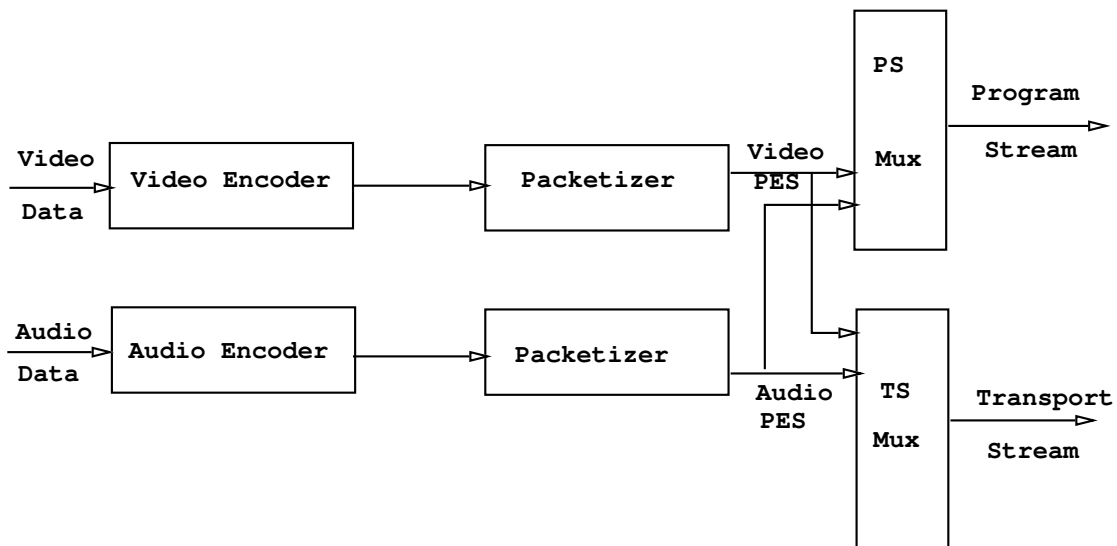 Video
Data
Video Encoder
Packetizer
Video
PES
PS
Mux
Program
Stream
Audio
Data
Audio Encoder
Packetizer
Audio
PES
TS
Mux
Transport
Stream